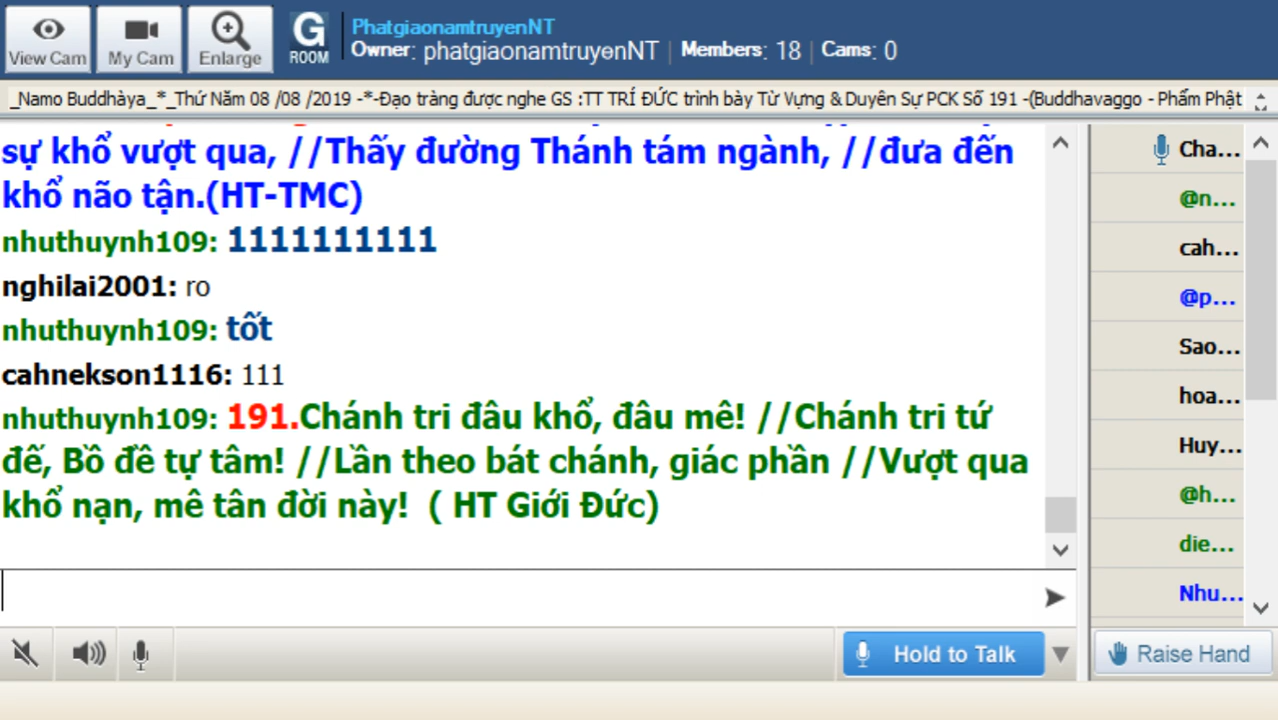 View Cam
My Cam
Enlarge
G
ROOM
PhatgiaonamtruyenNT
Owner: phatgiaonamtruyenNT | Members: 18 | Cams: 0
_Namo Buddhàya_*_Thứ Năm 08 /08 /2019 -*-Đạo tràng được nghe GS :TT TRÍ ĐỨC trình bày Từ Vựng & Duyên Sự PCK Số 191 -(Buddhavaggo - Phẩm Phật
sự khổ vượt qua, //Thấy đường Thánh tám ngành, //đưa đến
khổ não tận.(HT-TMC)
nhuthuynh109: 1111111111
nghilai2001: ro
nhuthuynh109: tốt
cahnekson1116: 111
nhuthuynh109: 191.Chánh tri đâu khổ, đâu mê! //Chánh tri tứ
đế, Bồ đề tự tâm! //Lần theo bát chánh, giác phần //Vượt qua
khổ nạn, mê tân đời này! ( HT Giới Đức)
Cha...
@n...
cah...
@p...
Sao...
hoa...
Huy...
@h...
die...
Nhu...
Hold to Talk
Raise Hand